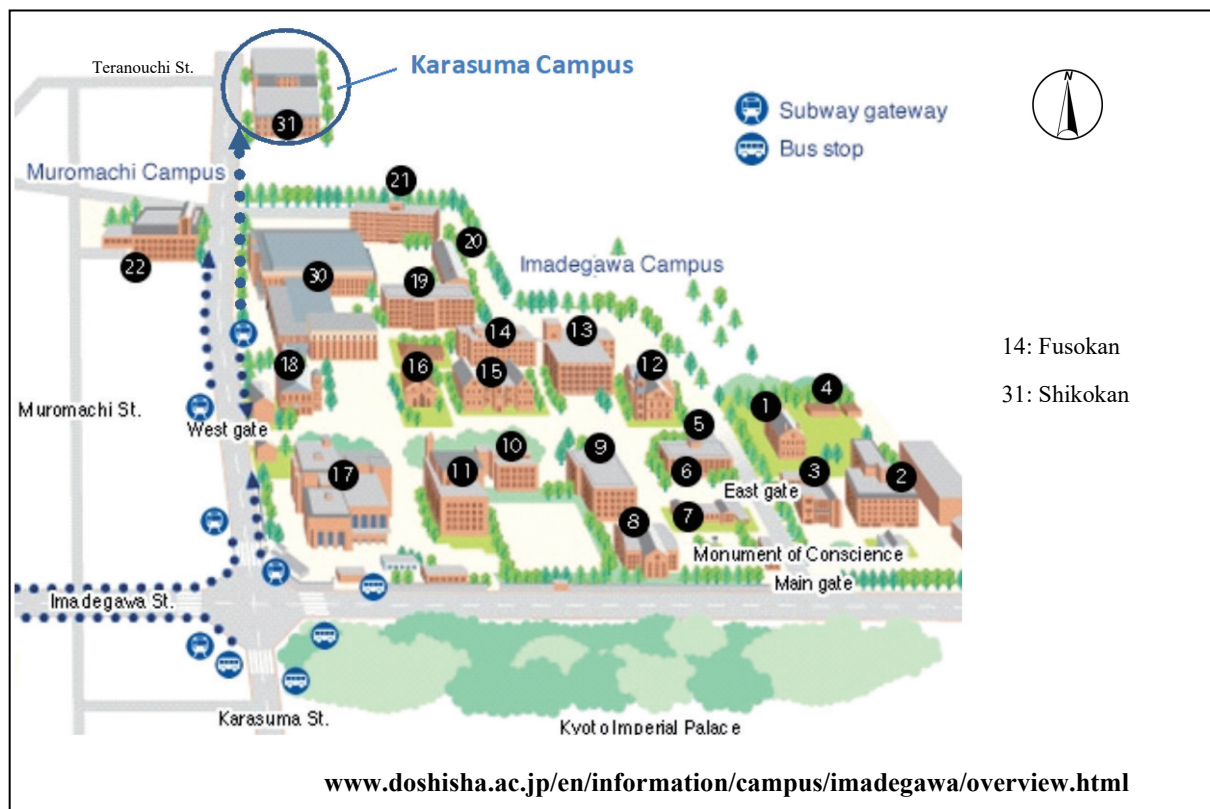 Teranouchi St.
Karasuma Campus
N
31
Subway gateway
Bus stop
Muromachi Campus
21
20
22
Imadegawa Campus
30
19
14
13
14: Fusokan
18
16
15
12
31: Shikokan
Muromachi St.
West gate
1
4
5
10
9
17
11
6
3
2
East gate
7
8
Monument of Conscience
Main gate
Imadegawa St.
Karasuma St.
Kyoto Imperial Palace
www.doshisha.ac.jp/en/information/campus/imadegawa/overview.html